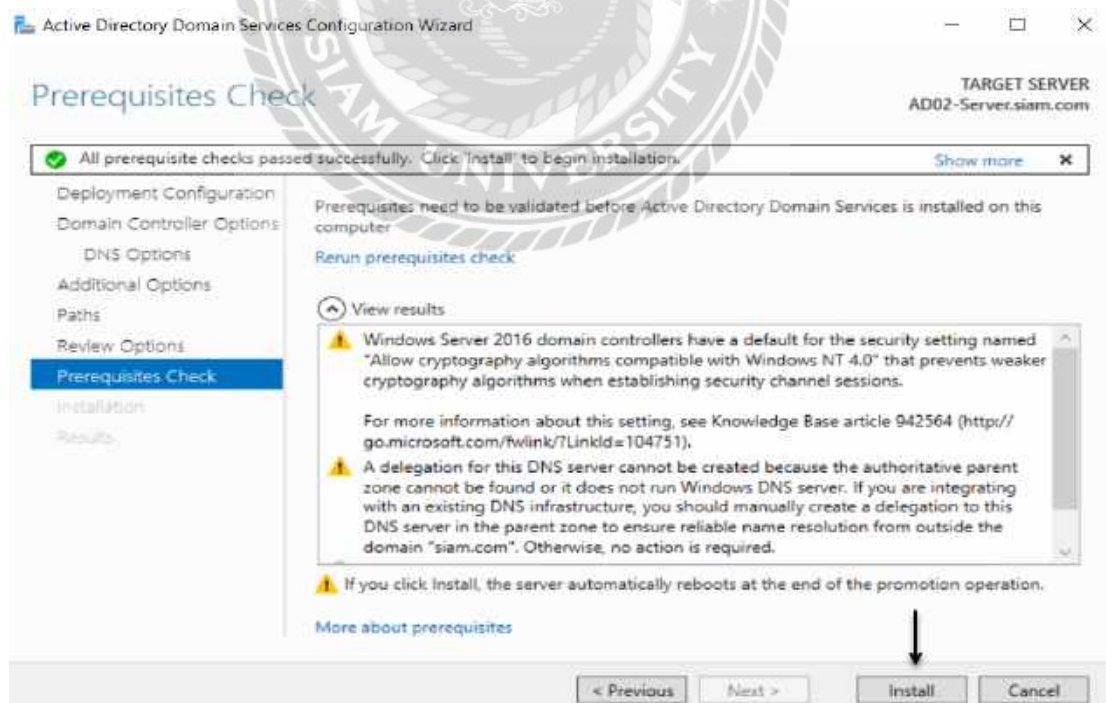 Active Directory Domain Services Configuration Wizard
SIAM UNIVERSITY
Prerequisites Check
TARGET SERVER
AD02-Server.siam.com
All prerequisite checks passed successfully. Click 'Install' to begin installation.
Show more
Deployment Configuration
Domain Controller Options
DNS Options
Additional Options
Paths
Review Options
Prerequisites Check
Installation
Results
Prerequisites need to be validated before Active Directory Domain Services is installed on this
computer
Rerun prerequisites check
View results
Windows Server 2016 domain controllers have a default for the security setting named
"Allow cryptography algorithms compatible with Windows NT 4.0" that prevents weaker
cryptography algorithms when establishing security channel sessions.
For more information about this setting, see Knowledge Base article 942564 (http://
go.microsoft.com/fwlink/?LinkId=104751).
A delegation for this DNS server cannot be created because the authoritative parent
zone cannot be found or it does not run Windows DNS server. If you are integrating
with an existing DNS infrastructure, you should manually create a delegation to this
DNS server in the parent zone to ensure reliable name resolution from outside the
domain "siam.com". Otherwise, no action is required.
If you click Install, the server automatically reboots at the end of the promotion operation.
More about prerequisites
< Previous
Next >
Install
Cancel